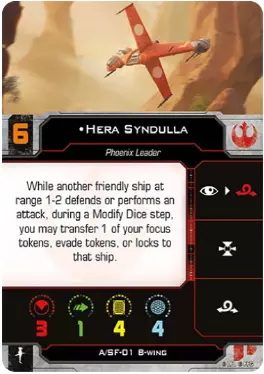 6
•Hera Syndulla
Phoenix Leader
While another friendly ship at
range 1-2 defends or performs an
attack, during a Modify Dice step,
you may transfer 1 of your focus
tokens, evade tokens, or locks to
that ship.
3 1 4 4
A/SF-01 B-wing